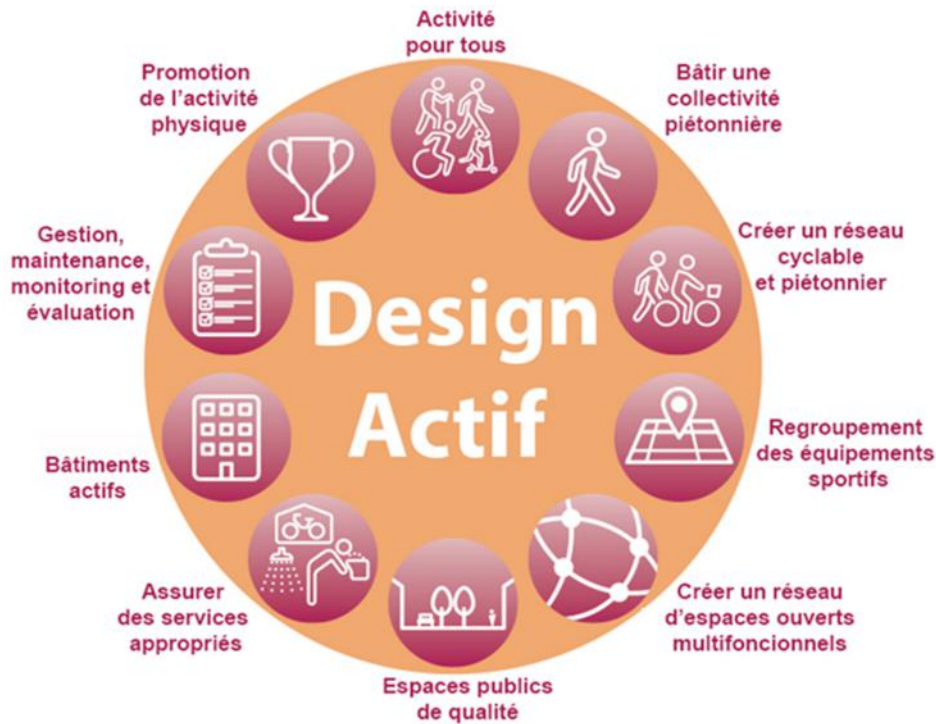 Activité
pour tous
Bâtir une
collectivité
piétonnière
Créer un réseau
cyclable
et piétonnier
Regroupement
des équipements
sportifs
Créer un réseau
d'espaces ouverts
multifoncionnels
Espaces publics
de qualité
Assurer
des services
appropriés
Bâtiments
actifs
Gestion,
maintenance,
monitoring et
évaluation
Promotion
de l'activité
physique
Design
Actif